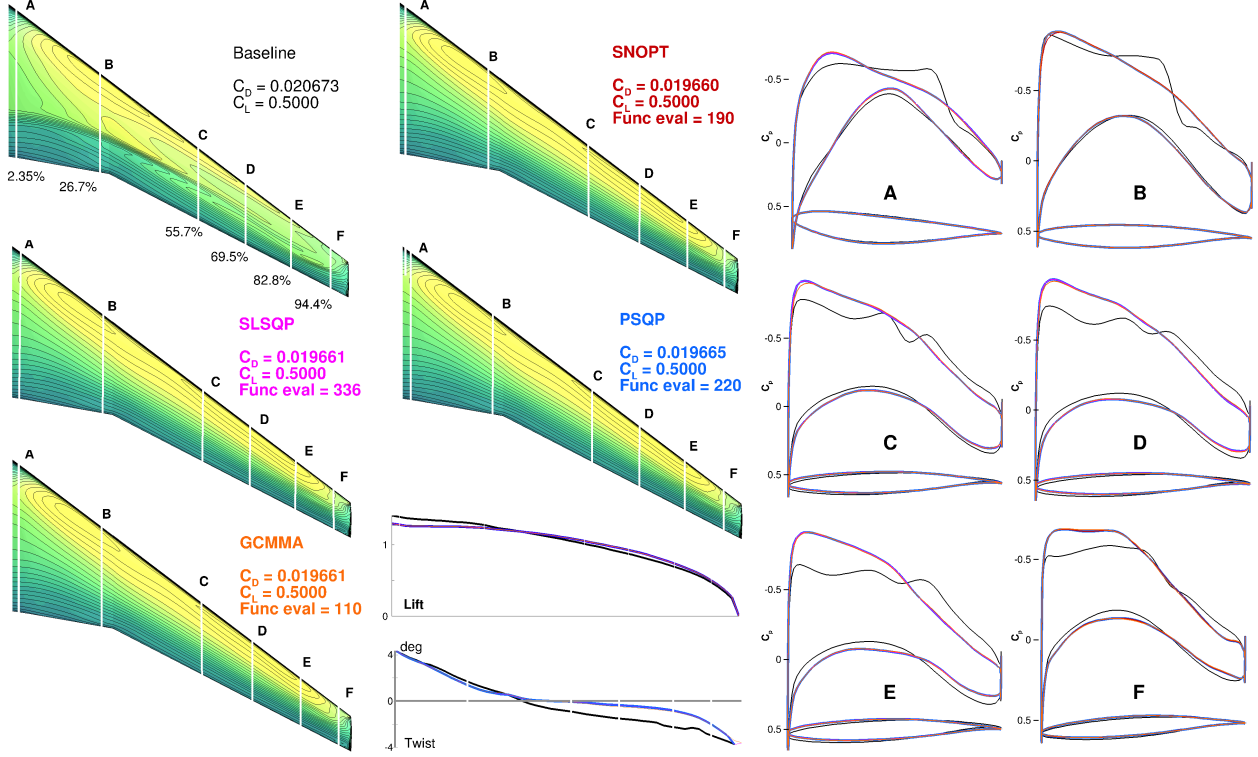 A
B
C
D
E
F
Baseline
C_D = 0.020673
C_L = 0.5000
2.35%
26.7%
55.7%
69.5%
82.8%
94.4%
A
B
C
D
E
F
SNOPT
C_D = 0.019660
C_L = 0.5000
Func eval = 190
A
B
C
D
E
F
SLSQP
C_D = 0.019661
C_L = 0.5000
Func eval = 336
A
B
C
D
E
F
PSQP
C_D = 0.019665
C_L = 0.5000
Func eval = 220
A
B
C
D
E
F
GCMMA
C_D = 0.019661
C_L = 0.5000
Func eval = 110
1
0
Lift
4
deg
0
-4
Twist
-0.5
0
0.5
C_p
A
-0.5
0
0.5
C_p
B
-0.5
0
0.5
C_p
C
-0.5
0
0.5
C_p
D
-0.5
0
0.5
C_p
E
-0.5
0
0.5
C_p
F